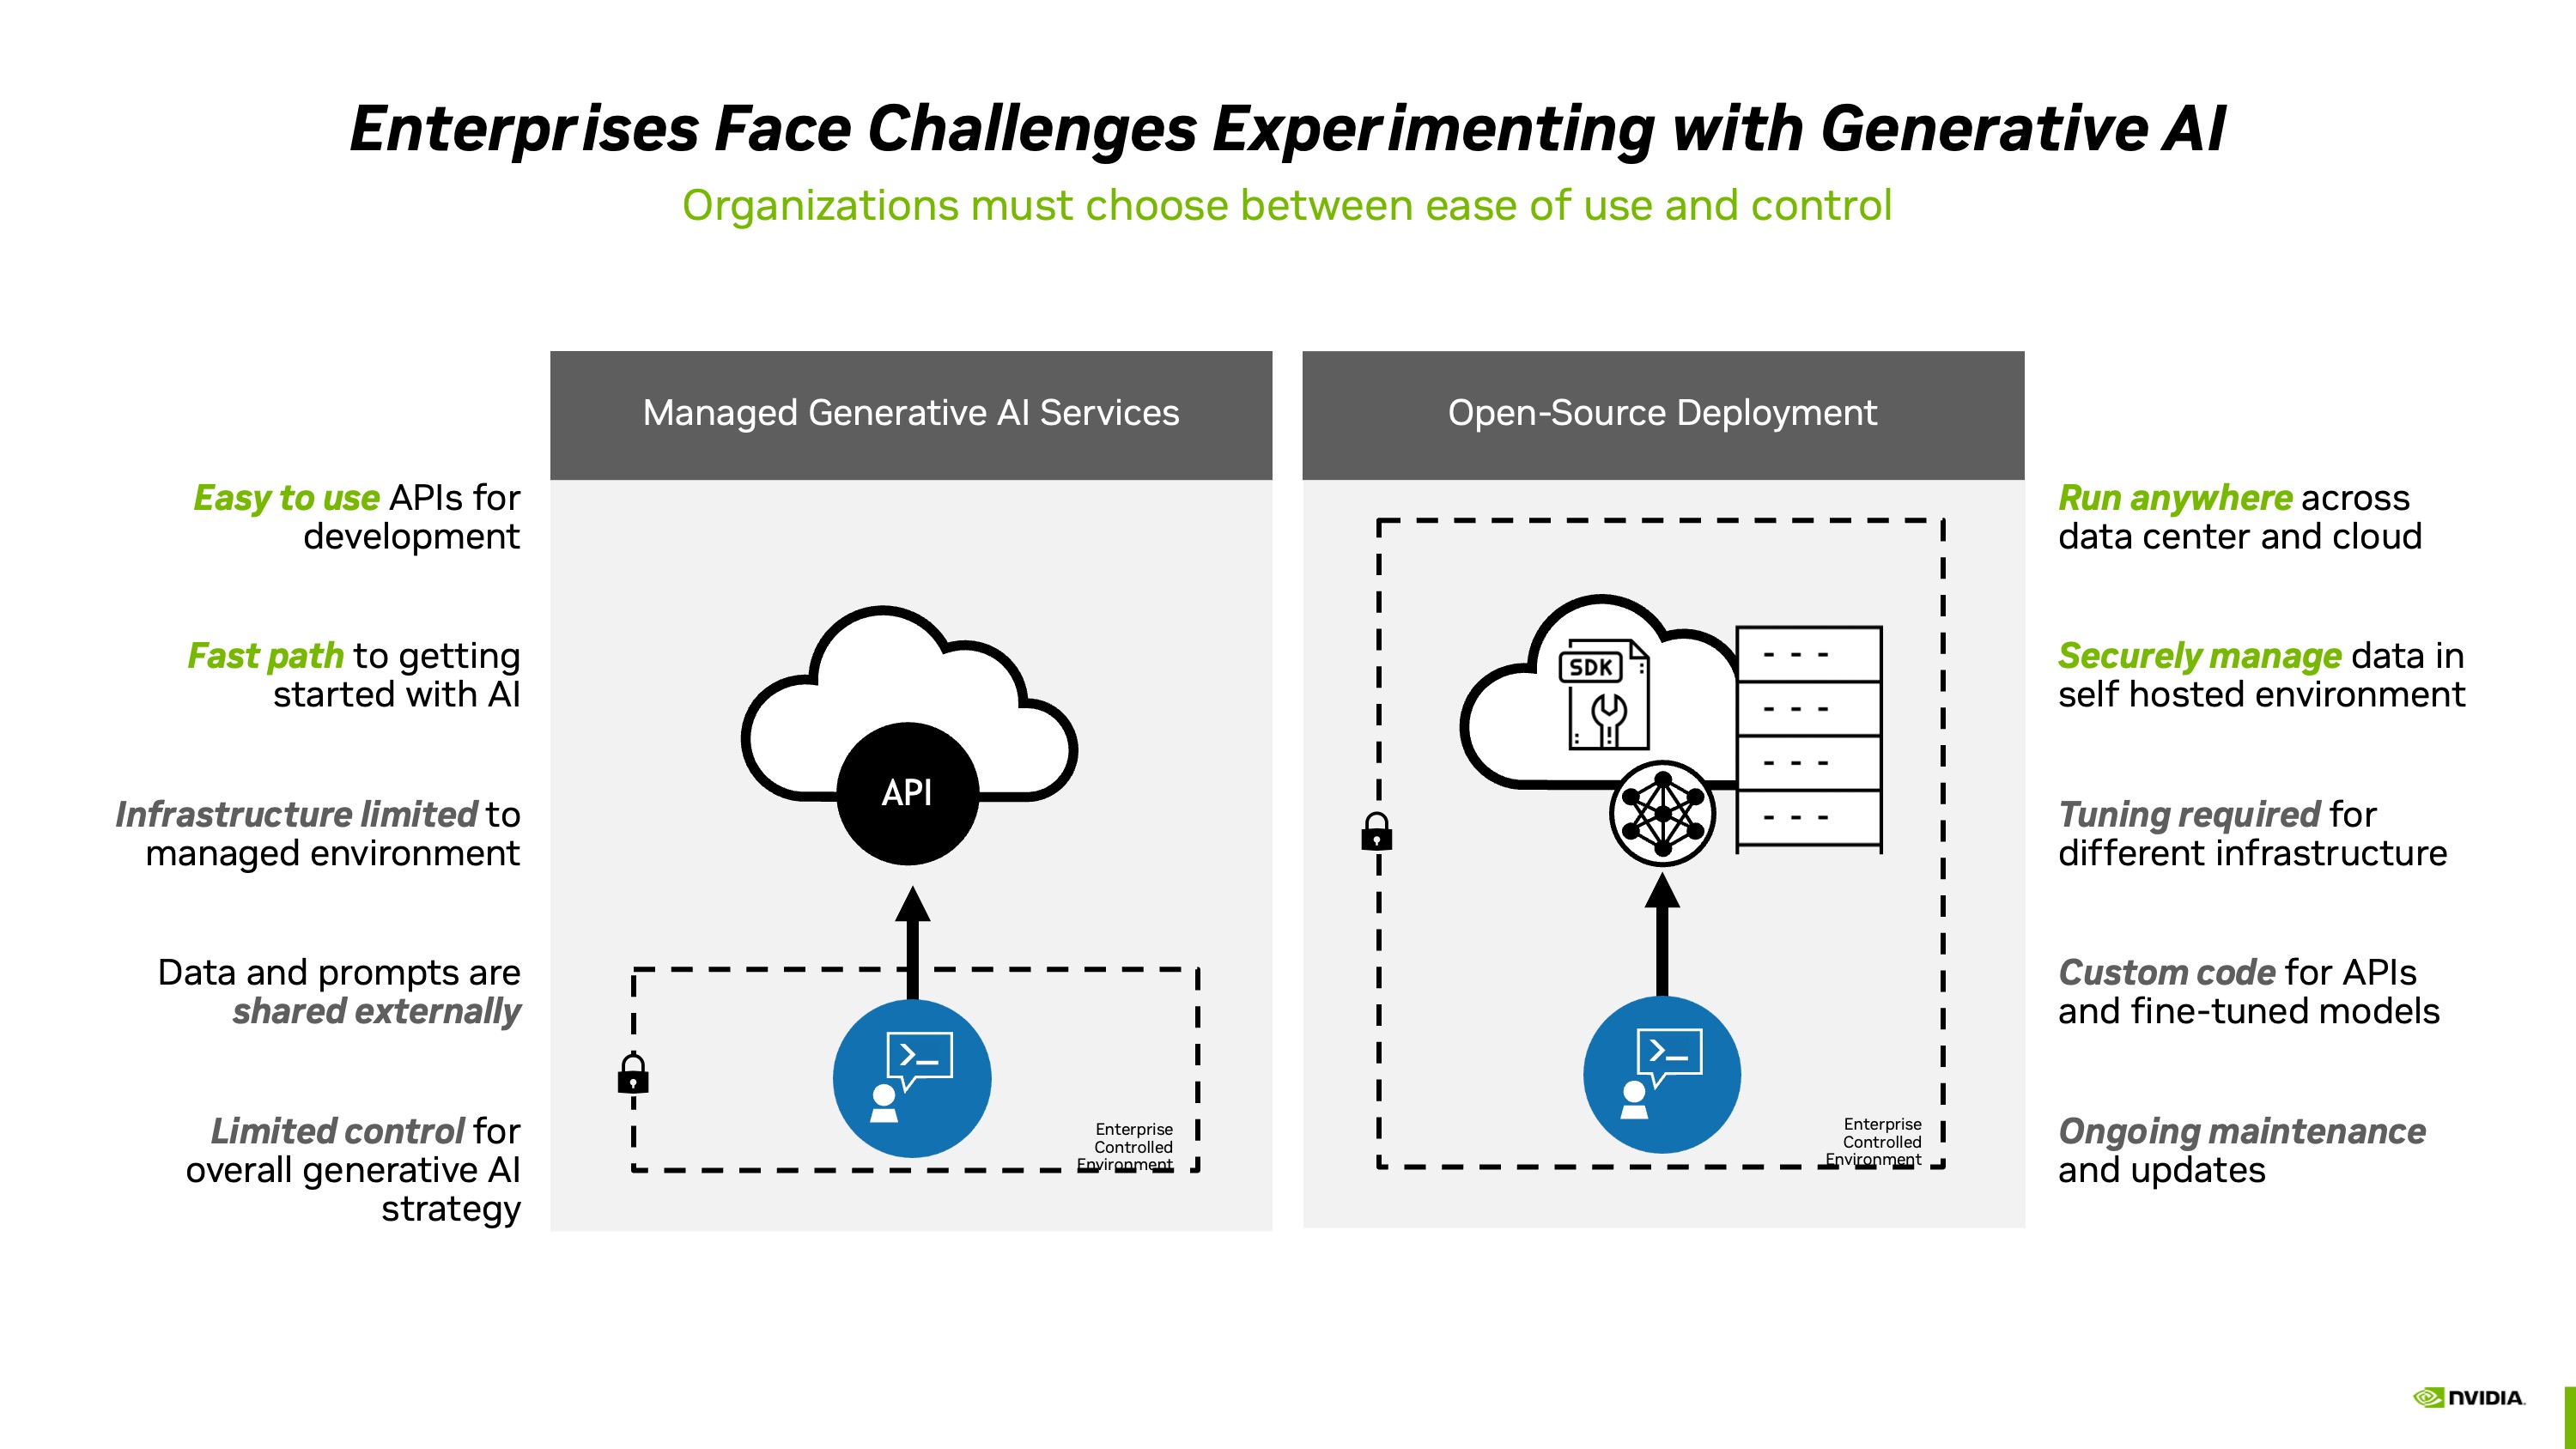 Enterprises Face Challenges Experimenting with Generative AI
Organizations must choose between ease of use and control
Managed Generative AI Services
Easy to use APIs for
development
Fast path to getting
started with AI
Infrastructure limited to
managed environment
Data and prompts are
shared externally
Limited control for
overall generative AI
strategy
API
Enterprise
Controlled
Environment
Open-Source Deployment
SDK
Enterprise
Controlled
Environment
Run anywhere across
data center and cloud
Securely manage data in
self hosted environment
Tuning required for
different infrastructure
Custom code for APIs
and fine-tuned models
Ongoing maintenance
and updates
NVIDIA